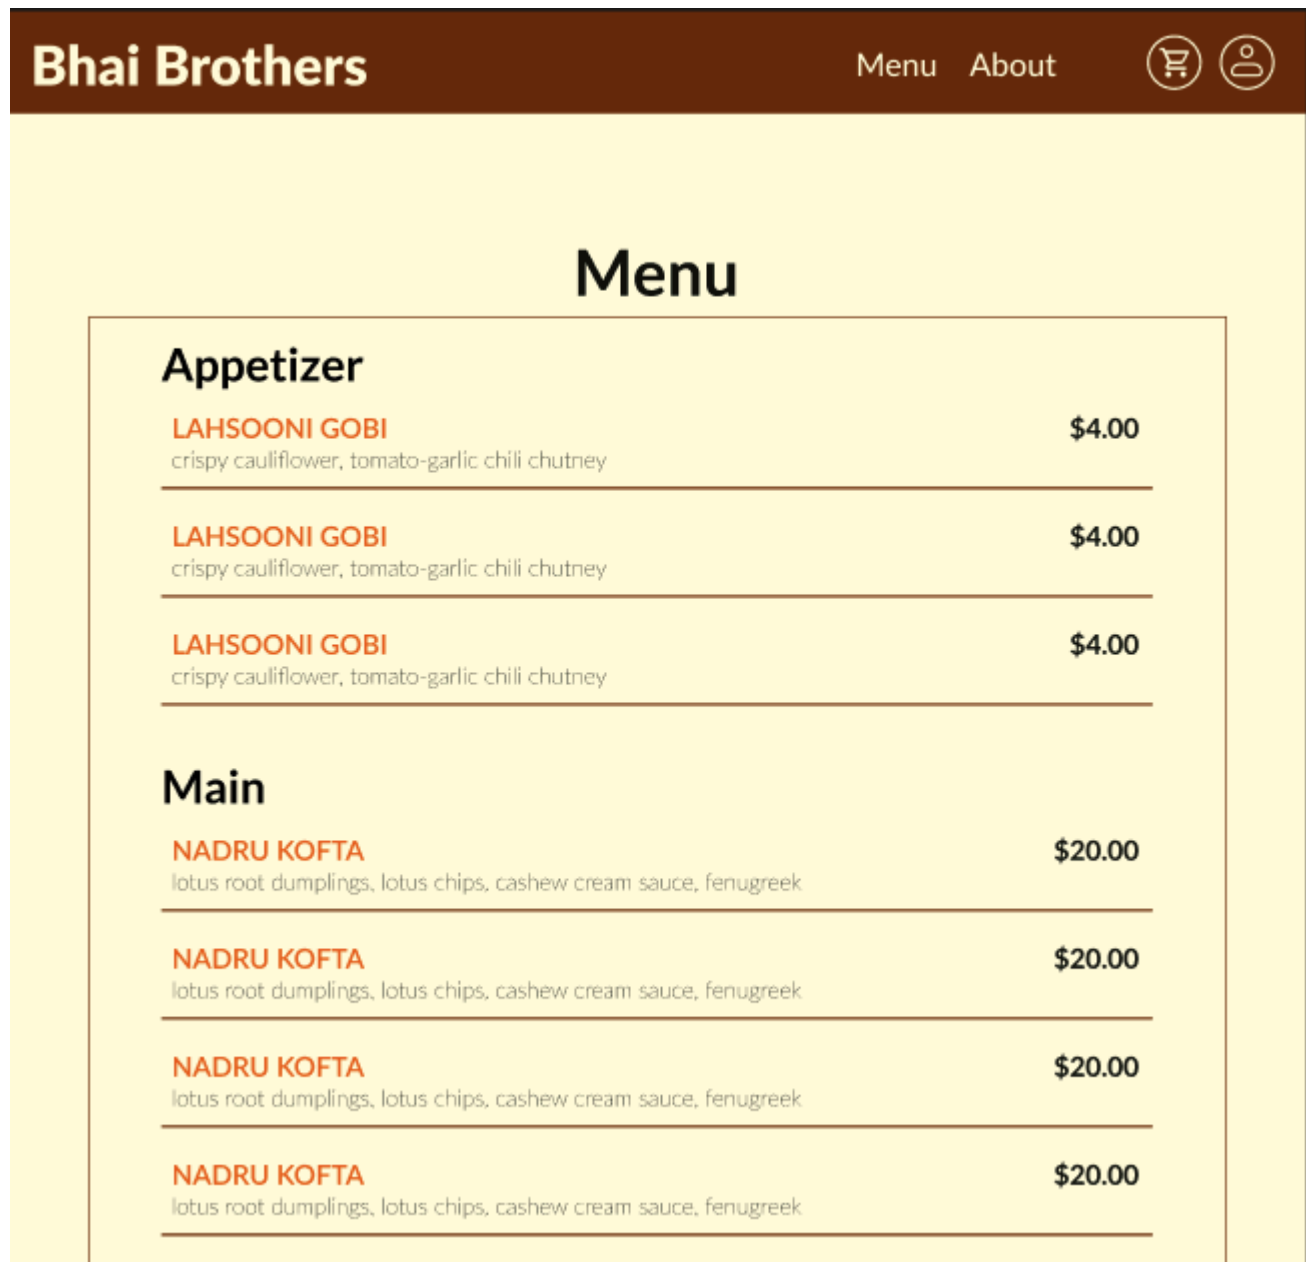 Bhai Brothers
Menu About
Menu
Appetizer
LAHSOONI GOBI $4.00
crispy cauliflower, tomato-garlic chili chutney
LAHSOONI GOBI $4.00
crispy cauliflower, tomato-garlic chili chutney
LAHSOONI GOBI $4.00
crispy cauliflower, tomato-garlic chili chutney
Main
NADRU KOFTA $20.00
lotus root dumplings, lotus chips, cashew cream sauce, fenugreek
NADRU KOFTA $20.00
lotus root dumplings, lotus chips, cashew cream sauce, fenugreek
NADRU KOFTA $20.00
lotus root dumplings, lotus chips, cashew cream sauce, fenugreek
NADRU KOFTA $20.00
lotus root dumplings, lotus chips, cashew cream sauce, fenugreek